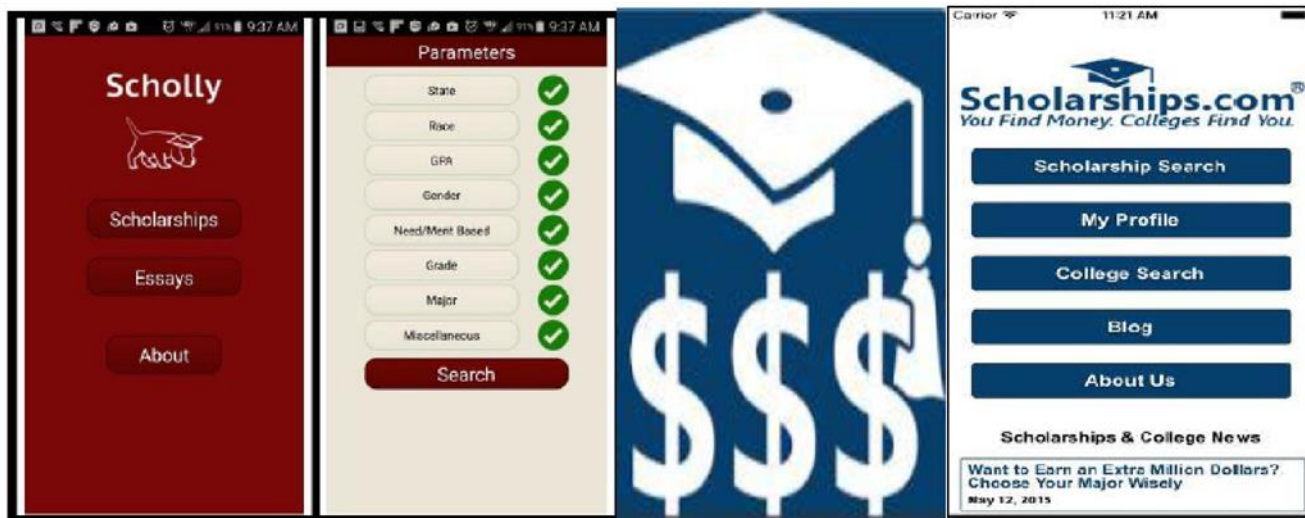 9:37 AM
Scholly
Scholarships
Essays
About
9:37 AM
Parameters
State
Race
GPA
Gender
Need/Merit Based
Grade
Major
Miscellaneous
Search
$$$
Carrier 11:21 AM
Scholarships.com®
You Find Money. Colleges Find You.
Scholarship Search
My Profile
College Search
Blog
About Us
Scholarships & College News
Want to Earn an Extra Million Dollars?
Choose Your Major Wisely
May 12, 2015